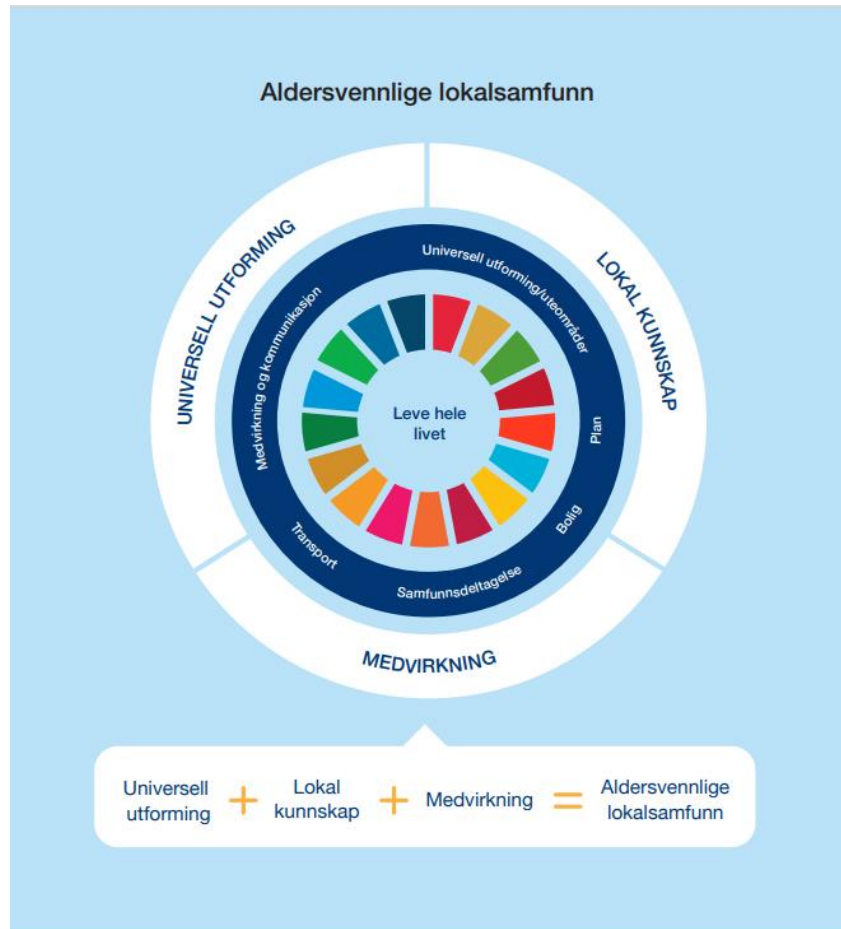 Aldersvennlige lokalsamfunn
UNIVERSELL UTFORMING
LOKAL KUNNSKAP
MEDVIRKNING
Universell utforming/uteområder
Plan
Bolig
Samfunnsdeltagelse
Transport
Medvirkning og kommunikasjon
Leve hele
livet
Universell
utforming
+
Lokal
kunnskap
+
Medvirkning
=
Aldersvennlige
lokalsamfunn